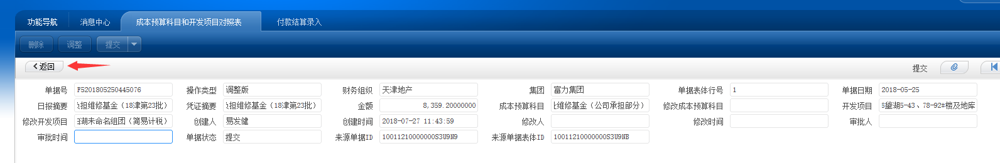 功能导航 消息中心 成本预算科目和开发项目对照表 付款结算录入
删除 调整 提交
返回 提交
单据号 F5201805250445076 操作类型 调整版 财务组织 天津地产 集团 富力集团 单据表体行号 1 单据日期 2018-05-25
日报摘要 担维修基金（18津第23批） 凭证摘要 担维修基金（18津第23批） 金额 8,359.20000000 成本预算科目 维修基金（公司承担部分） 修改成本预算科目 开发项目 黛湖5-43、78-92#楼及地库
修改开发项目 湖未命名组团（简易计税） 创建人 易发健 创建时间 2018-07-27 11:43:59 修改人 修改时间 审批人
审批时间 单据状态 提交 来源单据ID 10011210000000S3U9N9 来源单据表体ID 10011210000000S3U9NB